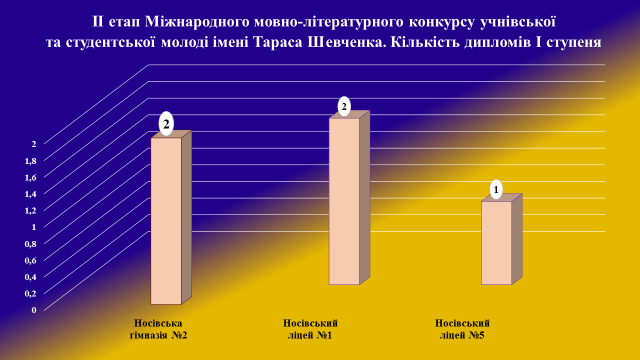 ІІ етап Міжнародного мовно-літературного конкурсу учнівської
та студентської молоді імені Тараса Шевченка. Кількість дипломів І ступеня
2
2
1
2
1,8
1,6
1,4
1,2
1
0,8
0,6
0,4
0,2
0
Носівська
гімназія №2
Носівський
ліцей №1
Носівський
ліцей №5